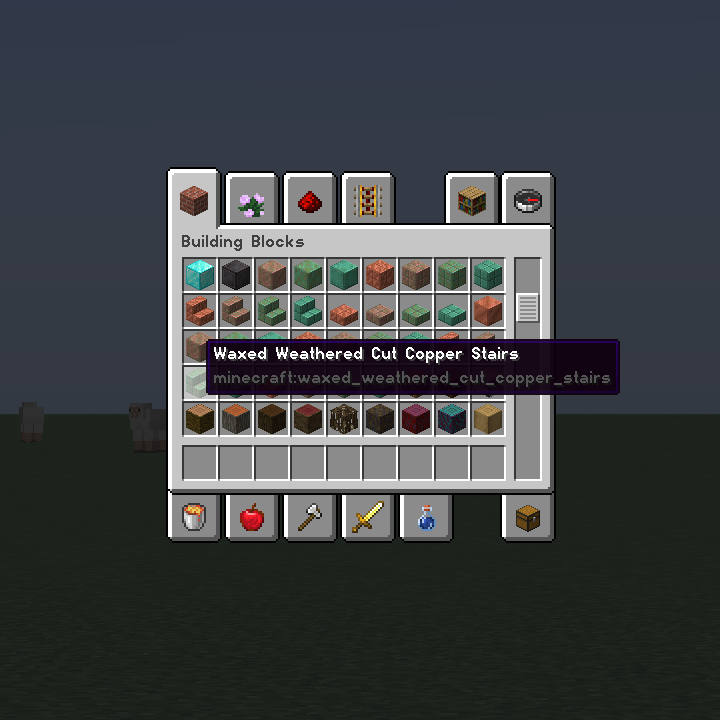 Building Blocks
Waxed Weathered Cut Copper Stairs
minecraft:waxed_weathered_cut_copper_stairs